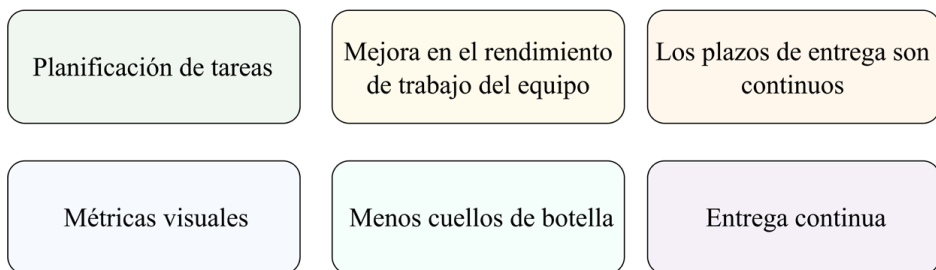 Planificación de tareas
Mejora en el rendimiento
de trabajo del equipo
Los plazos de entrega son
continuos
Métricas visuales
Menos cuellos de botella
Entrega continua